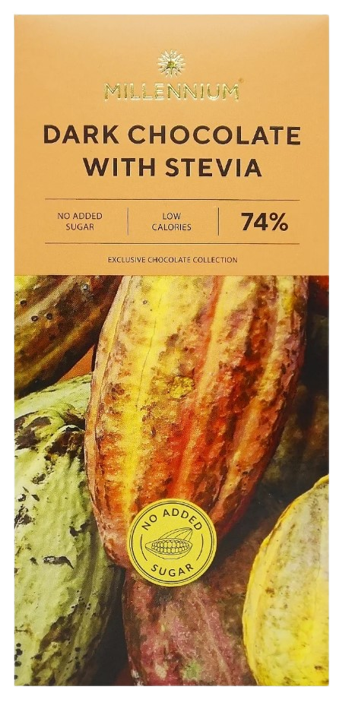 MILLENNIUM
DARK CHOCOLATE
WITH STEVIA
NO ADDED
SUGAR
LOW
CALORIES
74%
EXCLUSIVE CHOCOLATE COLLECTION
NO ADDED
SUGAR